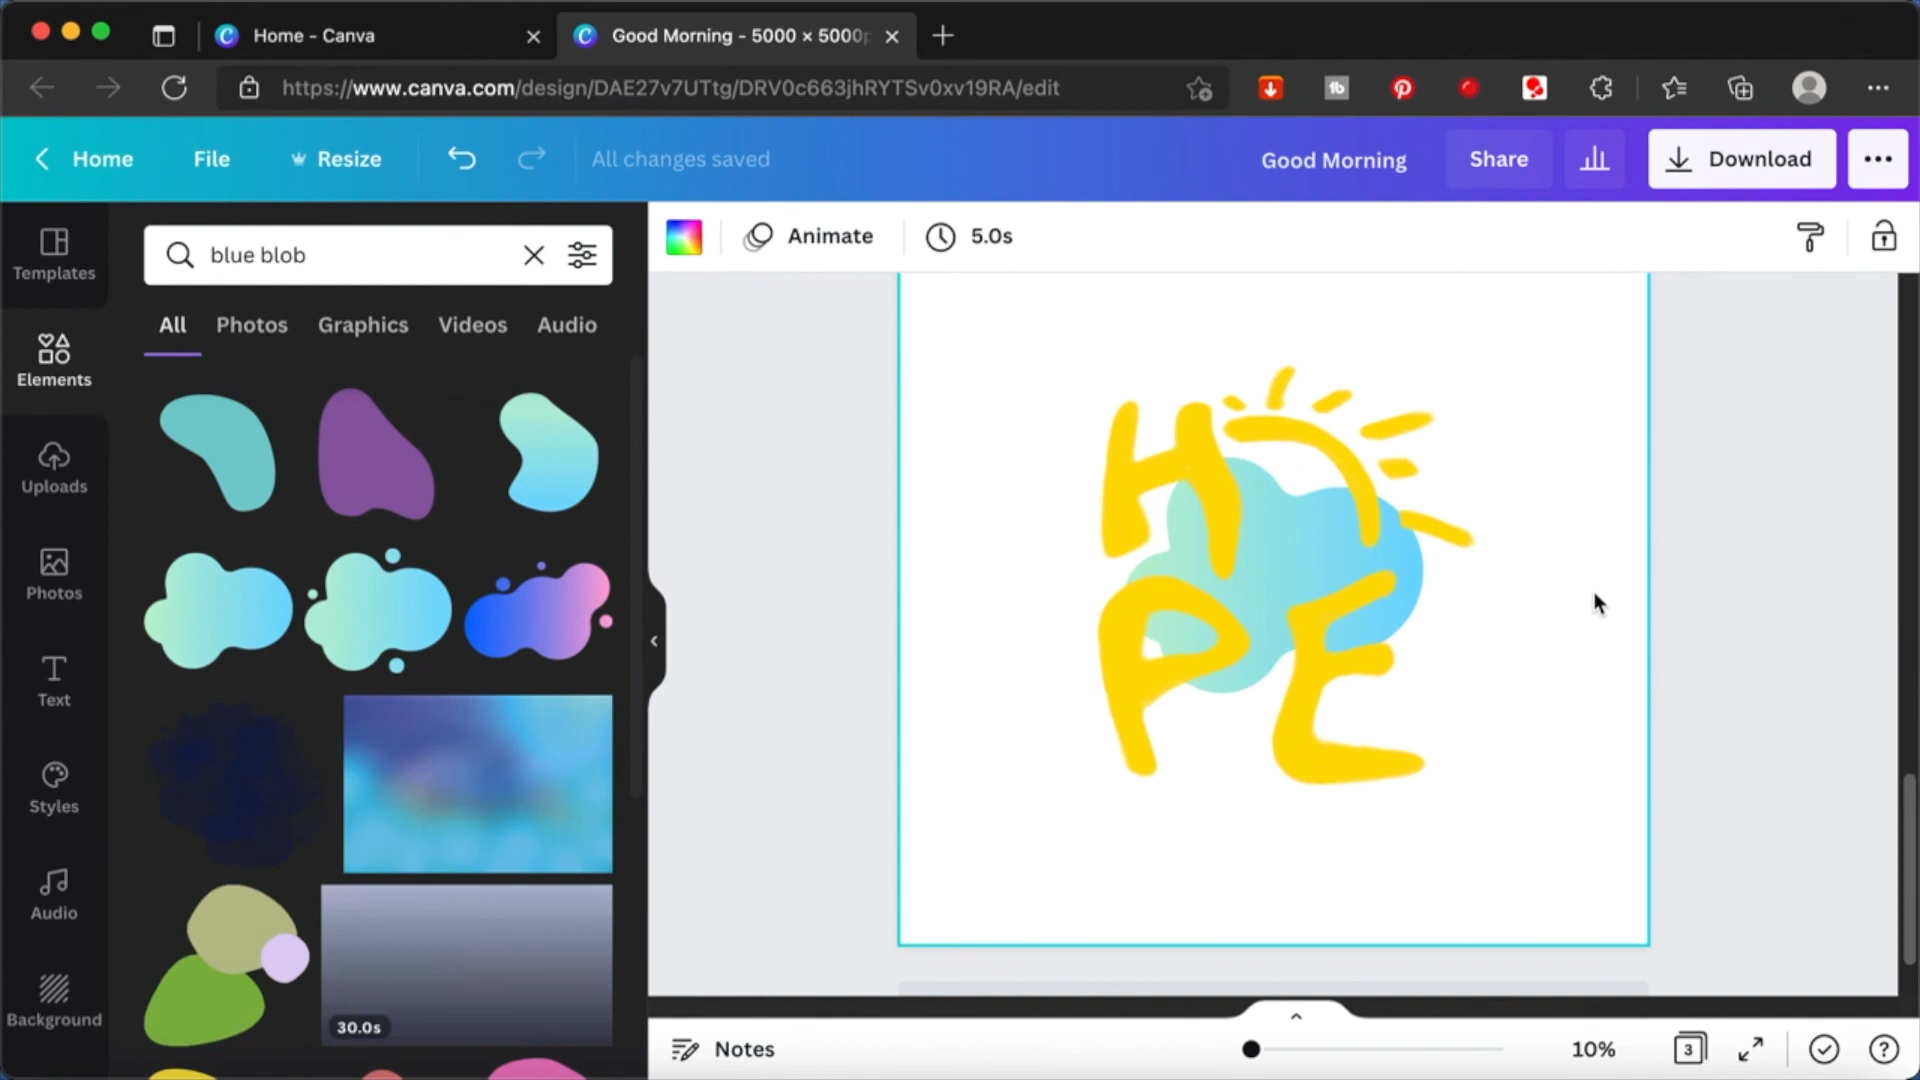 Home - Canva
Good Morning - 5000 × 5000p
https://www.canva.com/design/DAE27v7UTtg/DRV0c663jhRYTSv0xv19RA/edit
Home
File
Resize
All changes saved
Good Morning
Share
Download
Templates
Elements
Uploads
Photos
Text
Styles
Audio
Background
blue blob
All
Photos
Graphics
Videos
Audio
30.0s
Animate
5.0s
H
PE
Notes
10%
3